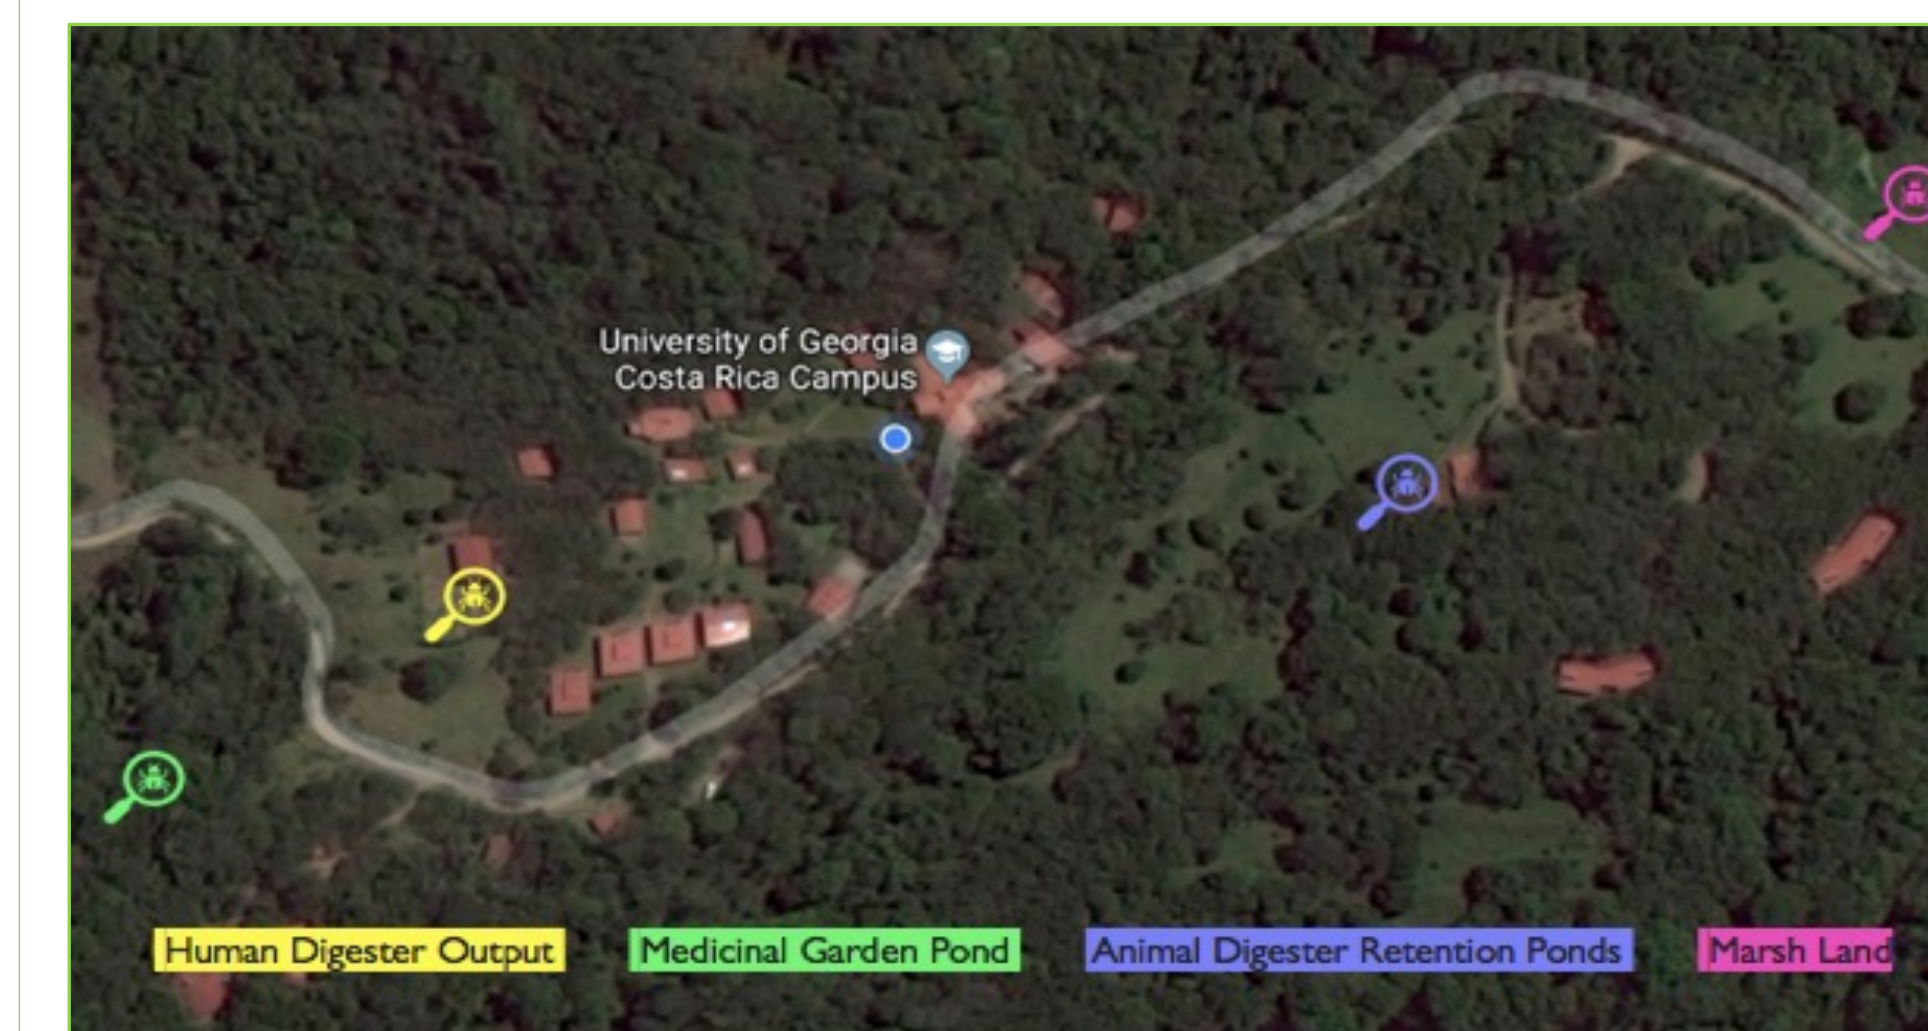 University of Georgia
Costa Rica Campus
Human Digester Output
Medicinal Garden Pond
Animal Digester Retention Ponds
Marsh Land